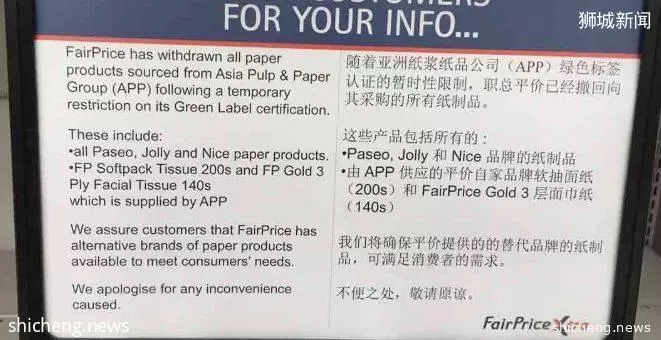 CUSTOMERS
FOR YOUR INFO...
狮城新闻
FairPrice has withdrawn all paper
products sourced from Asia Pulp & Paper
Group (APP) following a temporary
restriction on its Green Label certification.
These include:
•all Paseo, Jolly and Nice paper products.
•FP Softpack Tissue 200s and FP Gold 3
Ply Facial Tissue 140s
which is supplied by APP
We assure customers that FairPrice has
alternative brands of paper products
available to meet consumers' needs.
We apologise for any inconvenience
caused.
随着亚洲纸浆纸品公司（APP）绿色标签
认证的暂时性限制，职总平价已经撤回向
其采购的所有纸制品。
这些产品包括所有的：
•Paseo, Jolly 和 Nice 品牌的纸制品
•由 APP 供应的平价自家品牌软抽面纸
（200s）和 FairPrice Gold 3 层面巾纸
（140s）
我们将确保平价提供的的替代品牌的纸制
品，可满足消费者的需求。
不便之处，敬请原谅。
FairPrice
shicheng.news
shicheng.news